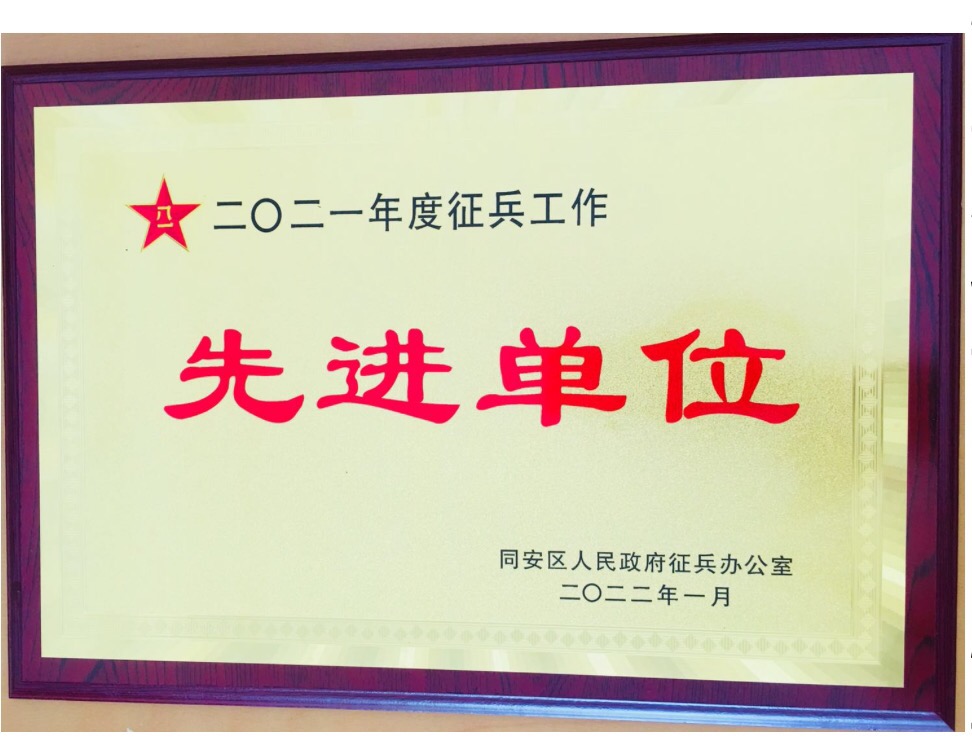 八一
二〇二一年度征兵工作
先进单位
同安区人民政府征兵办公室
二〇二二年一月